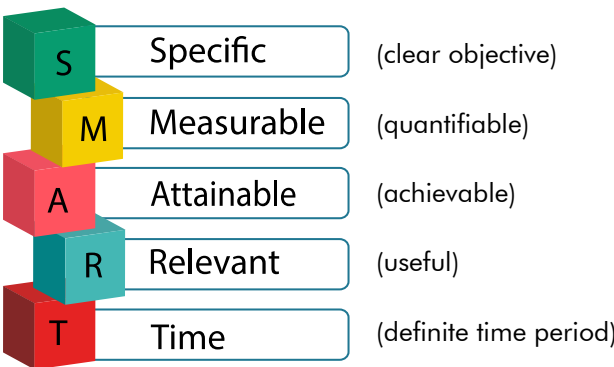 S Specific (clear objective)
M Measurable (quantifiable)
A Attainable (achievable)
R Relevant (useful)
T Time (definite time period)